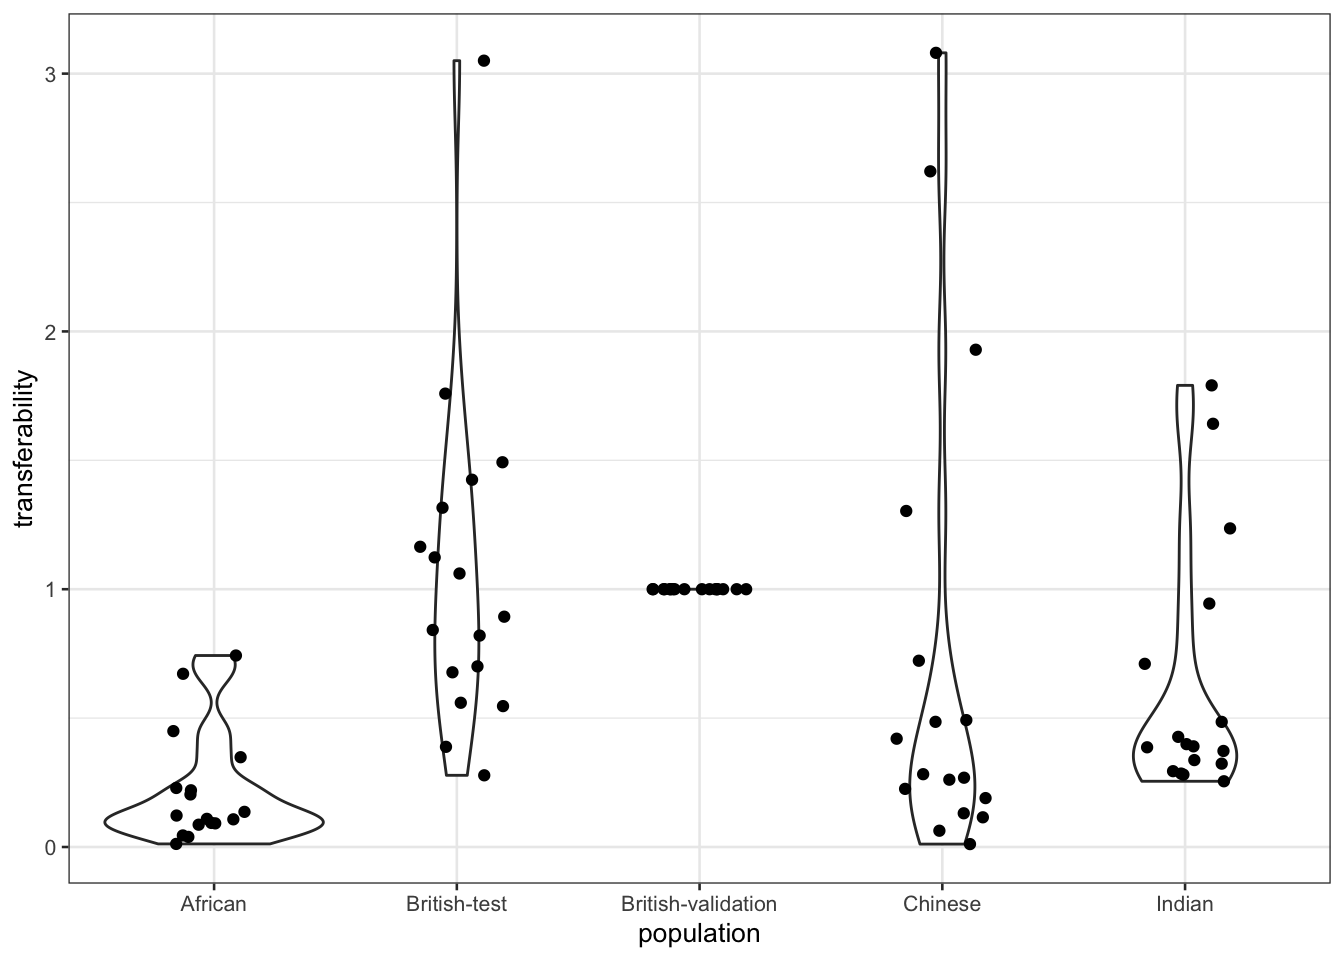 3
2
1
0
transferability
African British-test British-validation Chinese Indian
population